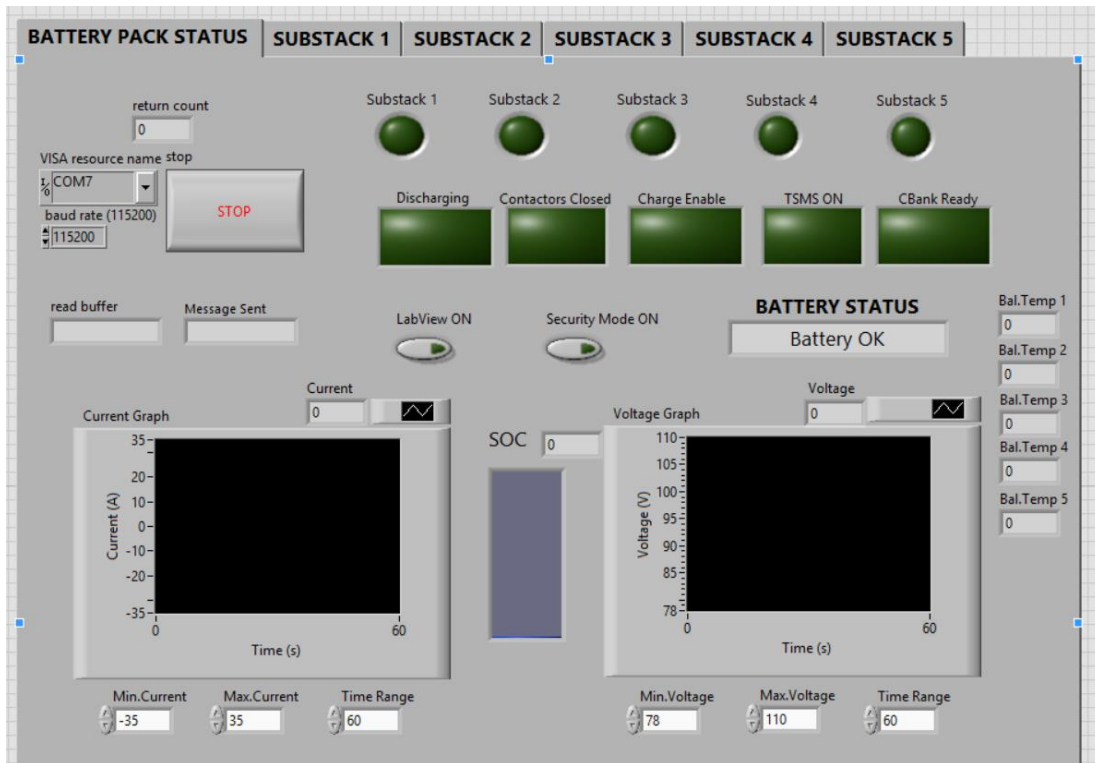 BATTERY PACK STATUS
SUBSTACK 1
SUBSTACK 2
SUBSTACK 3
SUBSTACK 4
SUBSTACK 5
return count
0
VISA resource name
I/O COM7
baud rate (115200)
115200
stop
STOP
Substack 1
Substack 2
Substack 3
Substack 4
Substack 5
Discharging
Contactors Closed
Charge Enable
TSMS ON
CBank Ready
read buffer
Message Sent
LabView ON
Security Mode ON
BATTERY STATUS
Battery OK
Bal.Temp 1
0
Bal.Temp 2
0
Bal.Temp 3
0
Bal.Temp 4
0
Bal.Temp 5
0
Current Graph
Current
0
Current (A)
35
20
10
0
-10
-20
-35
0
60
Time (s)
Min.Current
-35
Max.Current
35
Time Range
60
SOC
0
Voltage Graph
Voltage
0
Voltage (V)
110
105
100
95
90
85
78
0
60
Time (s)
Min.Voltage
78
Max.Voltage
110
Time Range
60